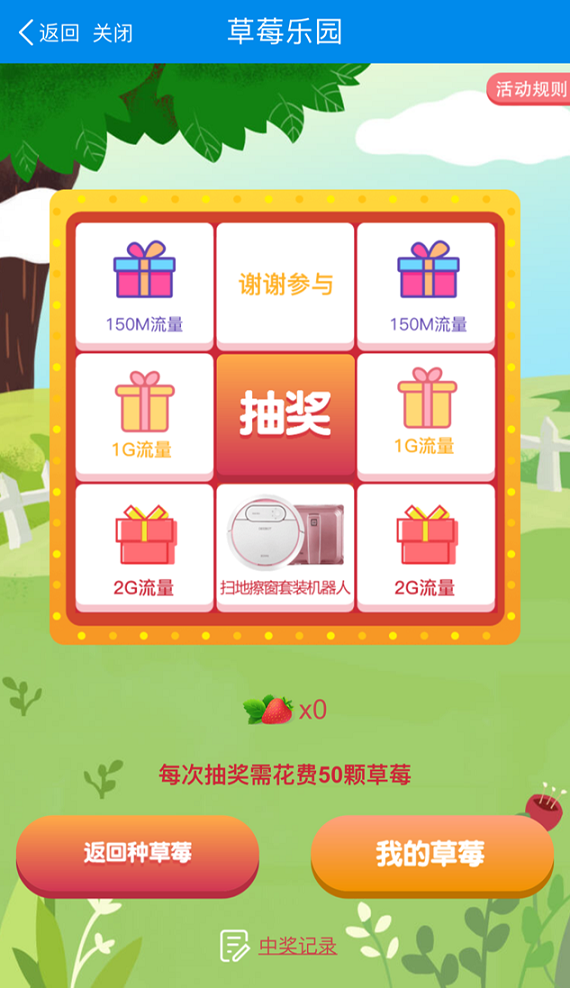 返回 关闭 草莓乐园
活动规则
150M流量
谢谢参与
150M流量
1G流量
抽奖
1G流量
2G流量
扫地擦窗套装机器人
2G流量
x0
每次抽奖需花费50颗草莓
返回种草莓
我的草莓
中奖记录